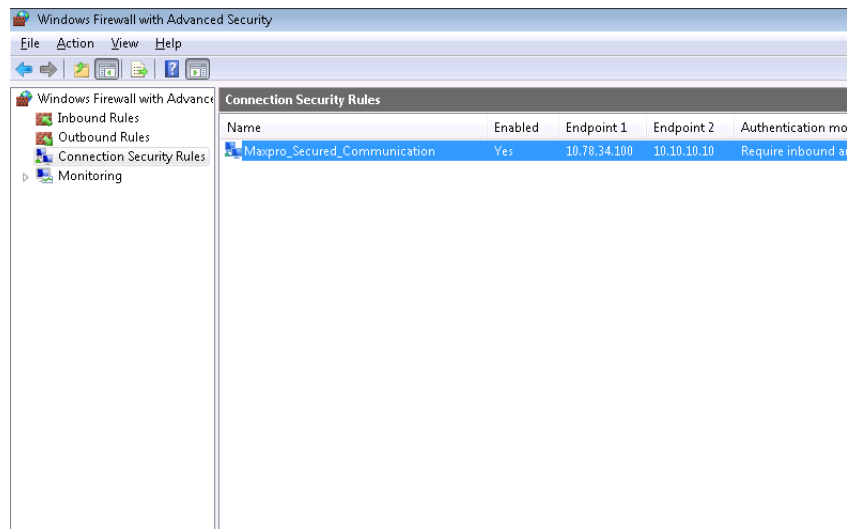 Windows Firewall with Advanced Security
File Action View Help
Windows Firewall with Advance
Inbound Rules
Outbound Rules
Connection Security Rules
Monitoring
Connection Security Rules
Name Enabled Endpoint 1 Endpoint 2 Authentication mo
Maxpro_Secured_Communication Yes 10.78.34.100 10.10.10.10 Require inbound a